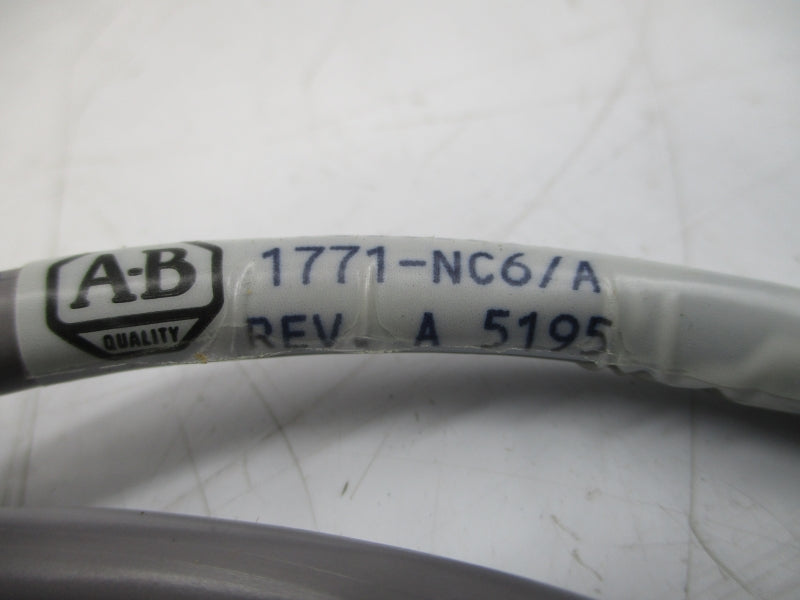 A-B
QUALITY
1771-NC6/A
REV. A 5195